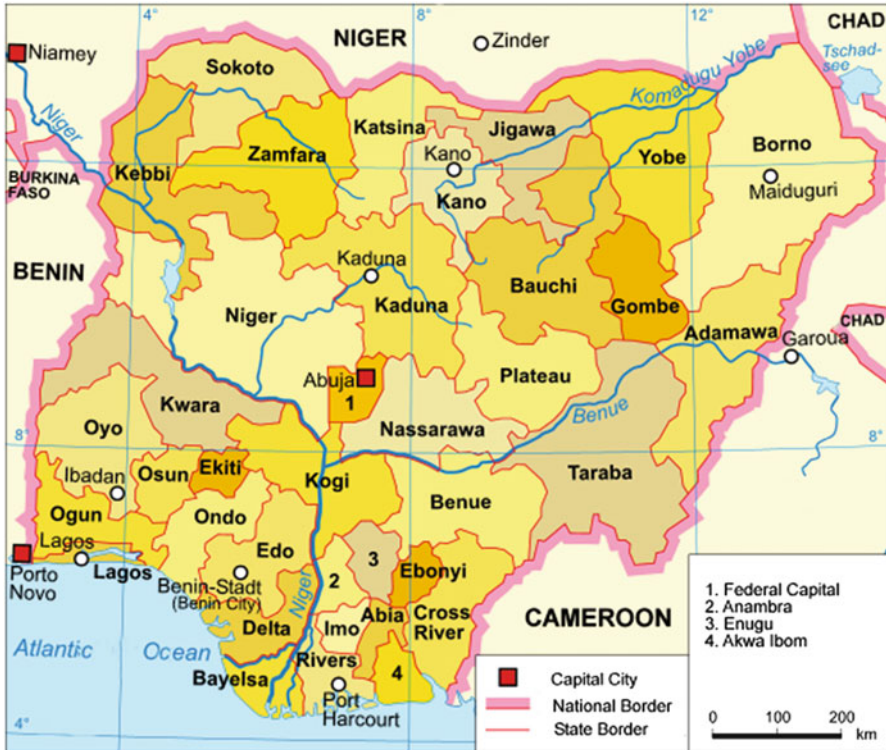 4°
8°
12°
CHAD
Niamey
NIGER
Zinder
Tschad-
see
Sokoto
Komadugu Yobe
Niger
Katsina
Jigawa
Kano
Zamfara
Yobe
Borno
Kebbi
Maiduguri
BURKINA
FASO
Kano
Kaduna
BENIN
Bauchi
Niger
Kaduna
Gombe
Adamawa
CHAD
Garoua
Abuja
1
Plateau
Kwara
Benue
Nassarawa
Oyo
8°
8°
Ibadan
Osun
Ekiti
Kogi
Taraba
Benue
Ogun
Ondo
Lagos
Edo
3
Porto
Novo
Lagos
Benin-Stadt
(Benin City)
Niger
2
Ebonyi
Abia
Cross
River
CAMEROON
Delta
Imo
Atlantic Ocean
Bayelsa
Rivers
4
Port
Harcourt
4°
1. Federal Capital
2. Anambra
3. Enugu
4. Akwa Ibom
Capital City
National Border
State Border
0 100 200
km